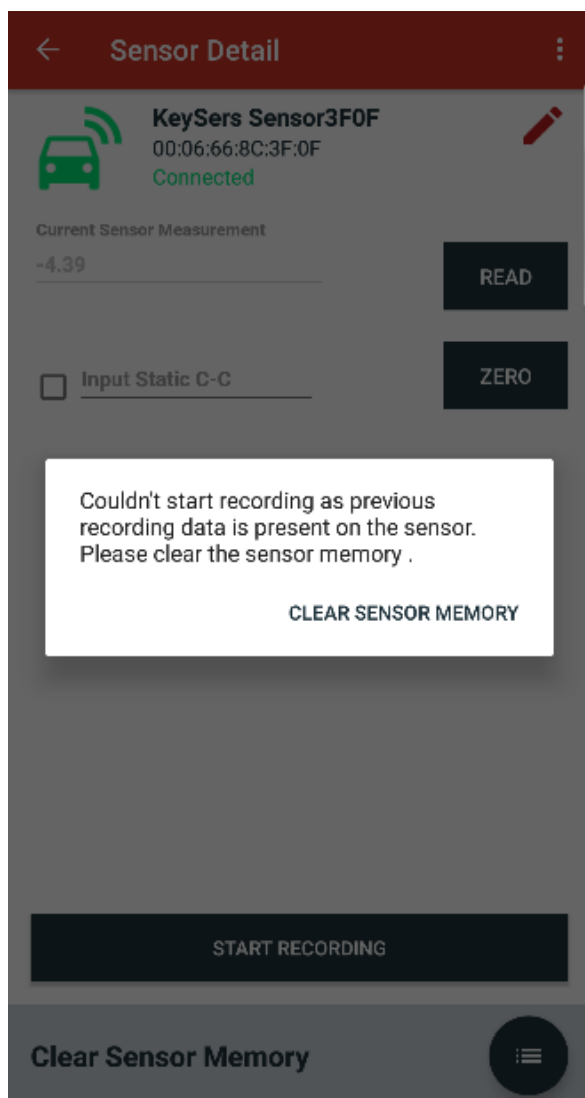 Sensor Detail
KeySers Sensor3F0F
00:06:66:8C:3F:0F
Connected
Current Sensor Measurement
-4.39
READ
Input Static C-C
ZERO
Couldn't start recording as previous
recording data is present on the sensor.
Please clear the sensor memory .
CLEAR SENSOR MEMORY
START RECORDING
Clear Sensor Memory